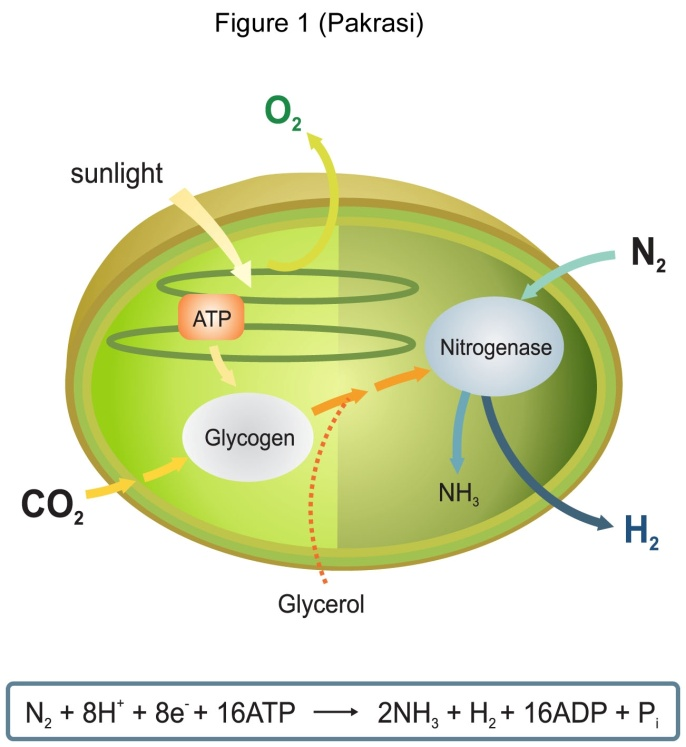 Figure 1 (Pakrasi)
O₂
sunlight
N₂
ATP
Nitrogenase
Glycogen
CO₂
NH₃
H₂
Glycerol
N₂ + 8H⁺ + 8e⁻ + 16ATP ⟶ 2NH₃ + H₂ + 16ADP + Pᵢ